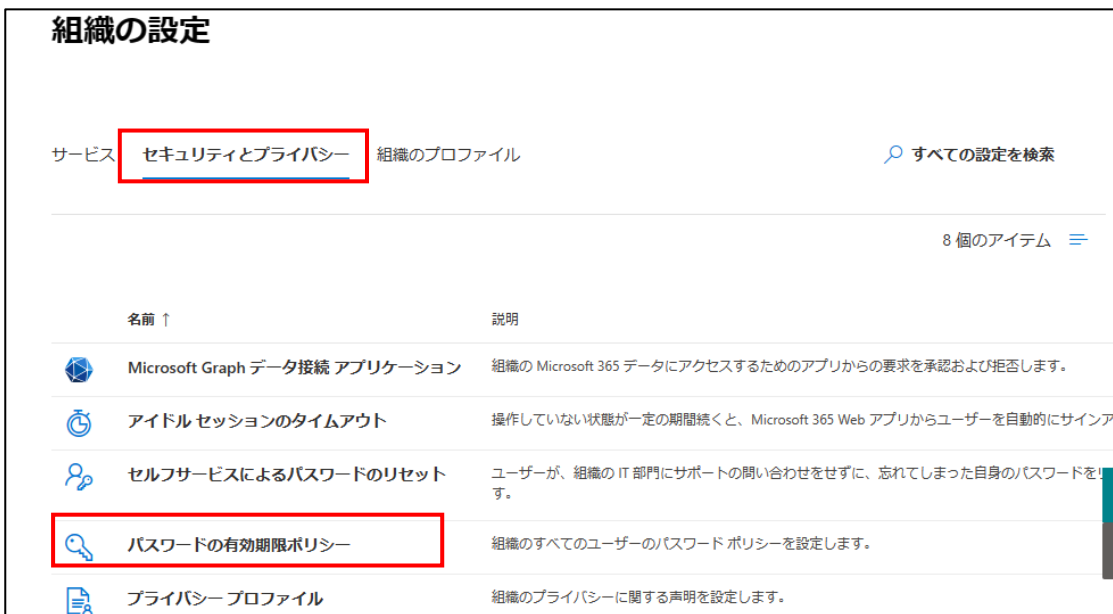 組織の設定
サービス セキュリティとプライバシー 組織のプロファイル すべての設定を検索
8 個のアイテム
名前 ↑ 説明
Microsoft Graph データ接続 アプリケーション 組織の Microsoft 365 データにアクセスするためのアプリからの要求を承認および拒否します。
アイドル セッションのタイムアウト 操作していない状態が一定の期間続くと、Microsoft 365 Web アプリからユーザーを自動的にサインア
セルフサービスによるパスワードのリセット ユーザーが、組織の IT 部門にサポートの問い合わせをせずに、忘れてしまった自身のパスワードを
す。
パスワードの有効期限ポリシー 組織のすべてのユーザーのパスワード ポリシーを設定します。
プライバシー プロファイル 組織のプライバシーに関する声明を設定します。